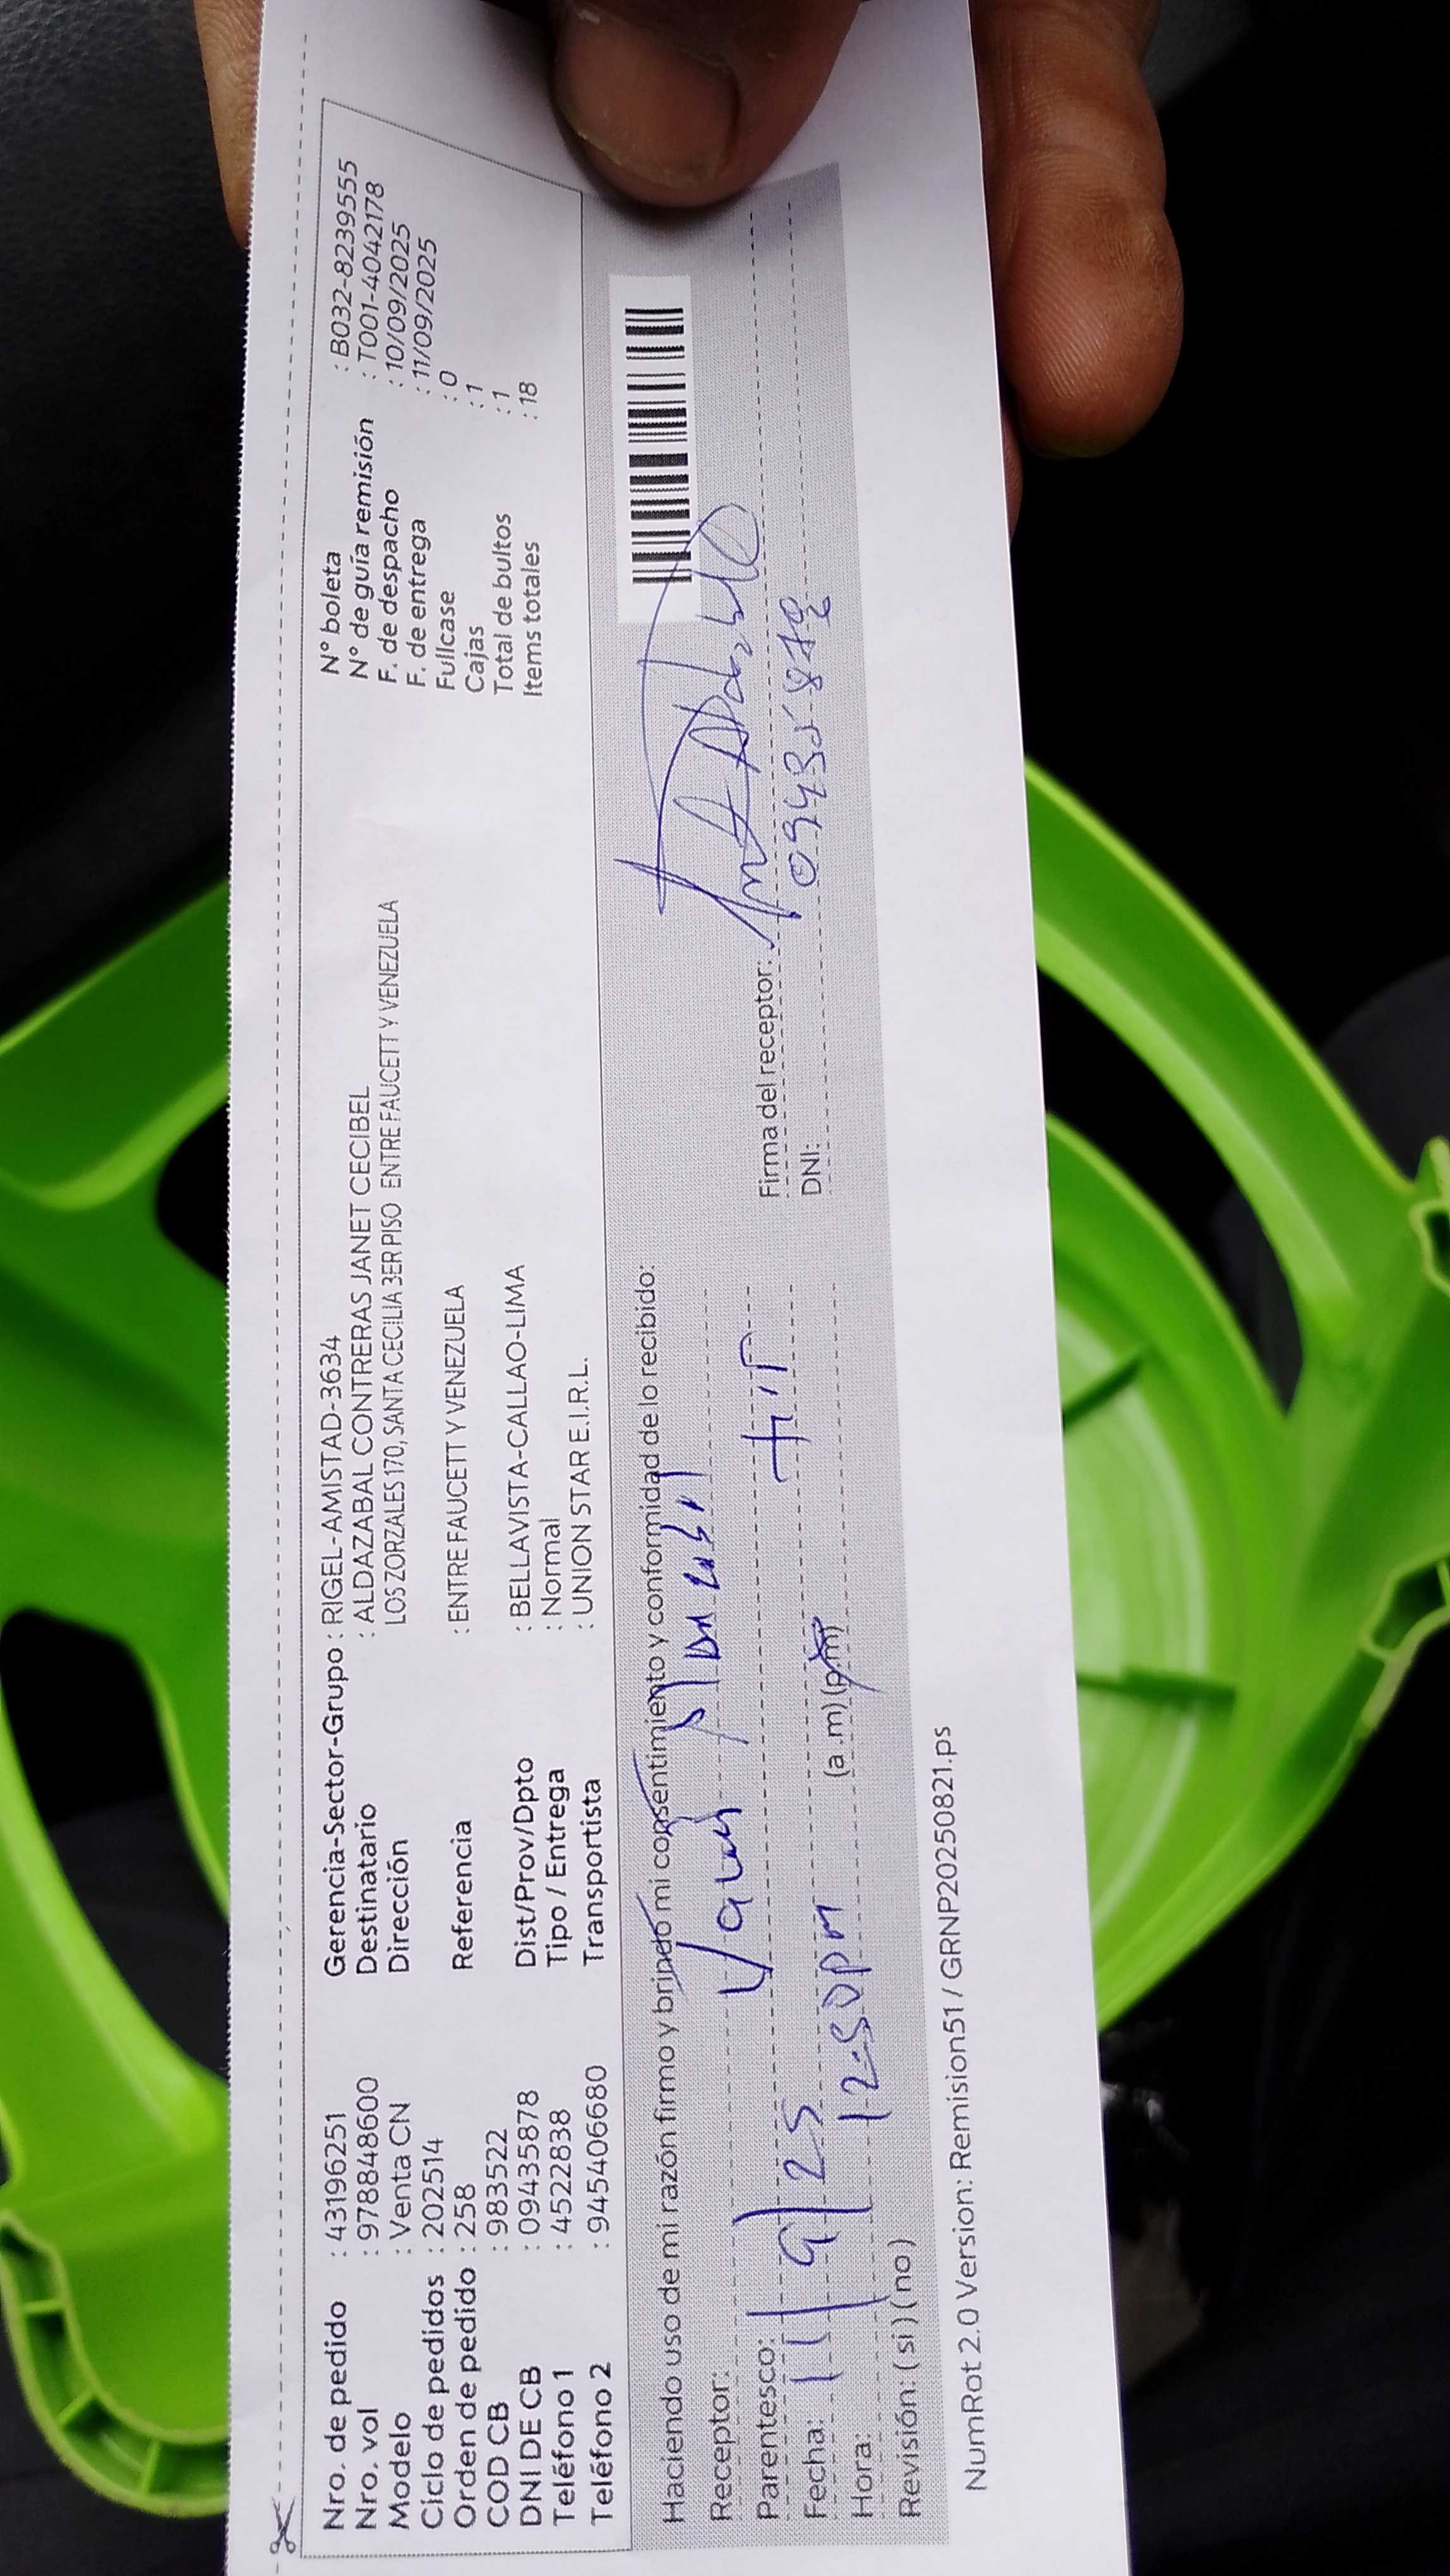 Nro. de pedido : 43196251 Gerencia-Sector-Grupo : RIGEL-AMISTAD-3634 N° boleta : B032-8239555
Nro. vol : 978848600 Destinatario : ALDAZABAL CONTRERAS JANET CECIBEL N° de guía remisión : T001-4042178
Modelo : Venta CN Dirección LOS ZORZALES 170, SANTA CECILIA 3ER PISO ENTRE FAUCETT Y VENEZUELA F. de despacho : 10/09/2025
Ciclo de pedidos : 202514 F. de entrega : 11/09/2025
Orden de pedido : 258 Referencia : ENTRE FAUCETT Y VENEZUELA Fullcase : 0
COD CB : 983522 Cajas : 1
DNI DE CB : 09435878 Dist/Prov/Dpto : BELLAVISTA-CALLAO-LIMA Total de bultos : 1
Teléfono 1 : 4522838 Tipo / Entrega : Normal Items totales : 18
Teléfono 2 : 945406680 Transportista : UNION STAR E.I.R.L.
Haciendo uso de mi razón firmo y brindo mi consentimiento y conformidad de lo recibido:
Receptor:
Parentesco: Firma del receptor:
Fecha: 11/9/25 DNI: 09435878
Hora: 12:50pm (a.m) (p.m)
Revisión: (si) (no)
NumRot 2.0 Version: Remision51 / GRNP20250821.ps